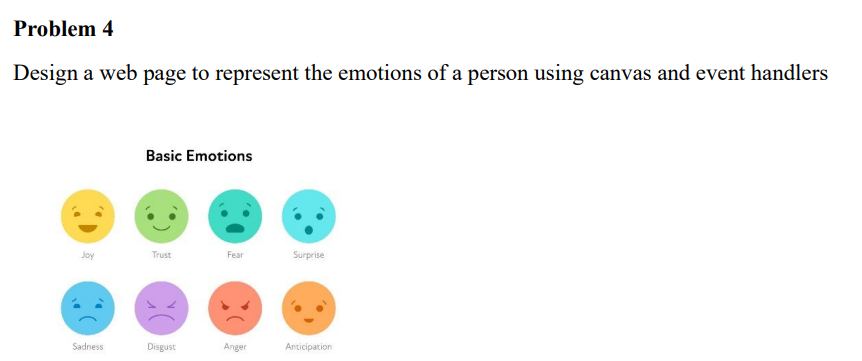 Problem 4
Design a web page to represent the emotions of a person using canvas and event handlers
Basic Emotions
Joy Trust Fear Surprise
Sadness Disgust Anger Anticipation